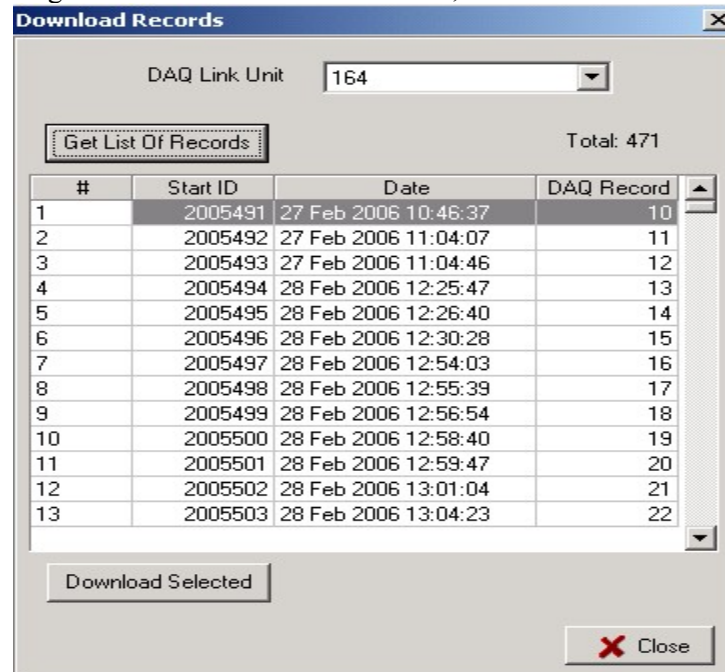 Download Records
DAQ Link Unit 164
Get List Of Records Total: 471
# Start ID Date DAQ Record
1 2005491 27 Feb 2006 10:46:37 10
2 2005492 27 Feb 2006 11:04:07 11
3 2005493 27 Feb 2006 11:04:46 12
4 2005494 28 Feb 2006 12:25:47 13
5 2005495 28 Feb 2006 12:26:40 14
6 2005496 28 Feb 2006 12:30:28 15
7 2005497 28 Feb 2006 12:54:03 16
8 2005498 28 Feb 2006 12:55:39 17
9 2005499 28 Feb 2006 12:56:54 18
10 2005500 28 Feb 2006 12:58:40 19
11 2005501 28 Feb 2006 12:59:47 20
12 2005502 28 Feb 2006 13:01:04 21
13 2005503 28 Feb 2006 13:04:23 22
Download Selected
Close